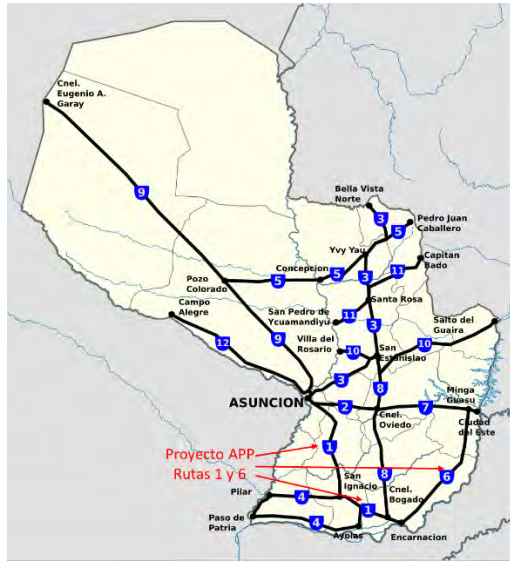 Cnel.
Eugenio A.
Garay
9
Bella Vista
Norte
3
Pedro Juan
Caballero
5
Yvy Yau
Capitan
Bado
11
Concepcion
5
5
3
Pozo
Colorado
Santa Rosa
Campo
Alegre
San Pedro de
Ycuamandiyú
11
3
Salto del
Guaira
12
9
Villa del
Rosario
10
San
Estanislao
10
3
8
Minga
Guasu
ASUNCION
2
7
Cnel.
Oviedo
Ciudad
del Este
1
Proyecto APP
Rutas 1 y 6
San
Ignacio
8
Cnel.
Bogado
6
Pilar
4
1
Paso de
Patria
4
Ayolas
Encarnacion